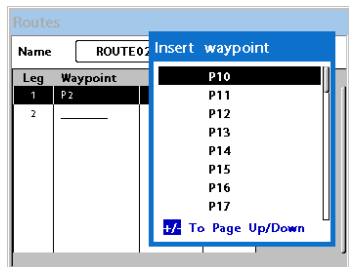 Routes
Name ROUTE02
Insert waypoint
Leg Waypoint
1 P2
2
P10
P11
P12
P13
P14
P15
P16
P17
+/- To Page Up/Down